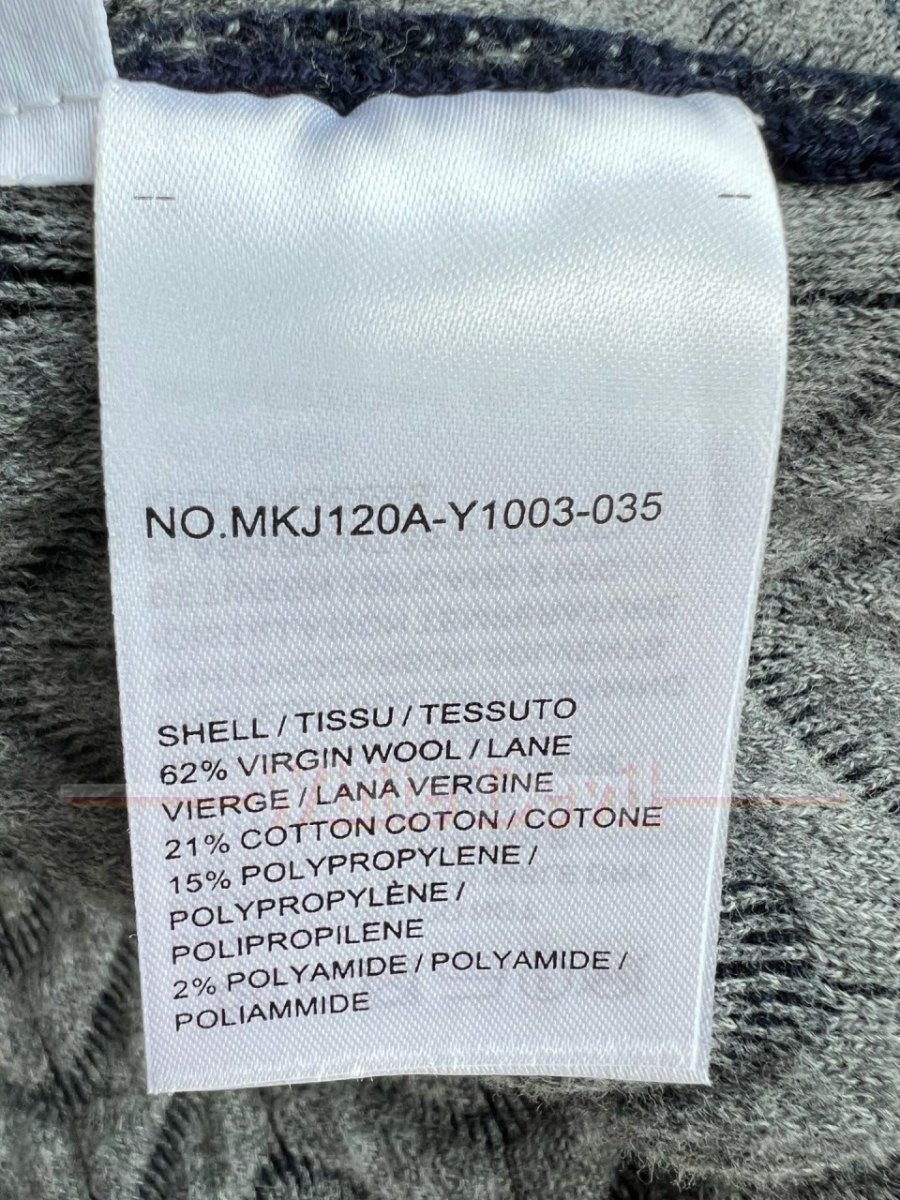 NO.MKJ120A-Y1003-035
SHELL / TISSU / TESSUTO
62% VIRGIN WOOL / LANE
VIERGE / LANA VERGINE
21% COTTON COTON / COTONE
15% POLYPROPYLENE /
POLYPROPYLÈNE /
POLIPROPILENE
2% POLYAMIDE / POLYAMIDE /
POLIAMMIDE